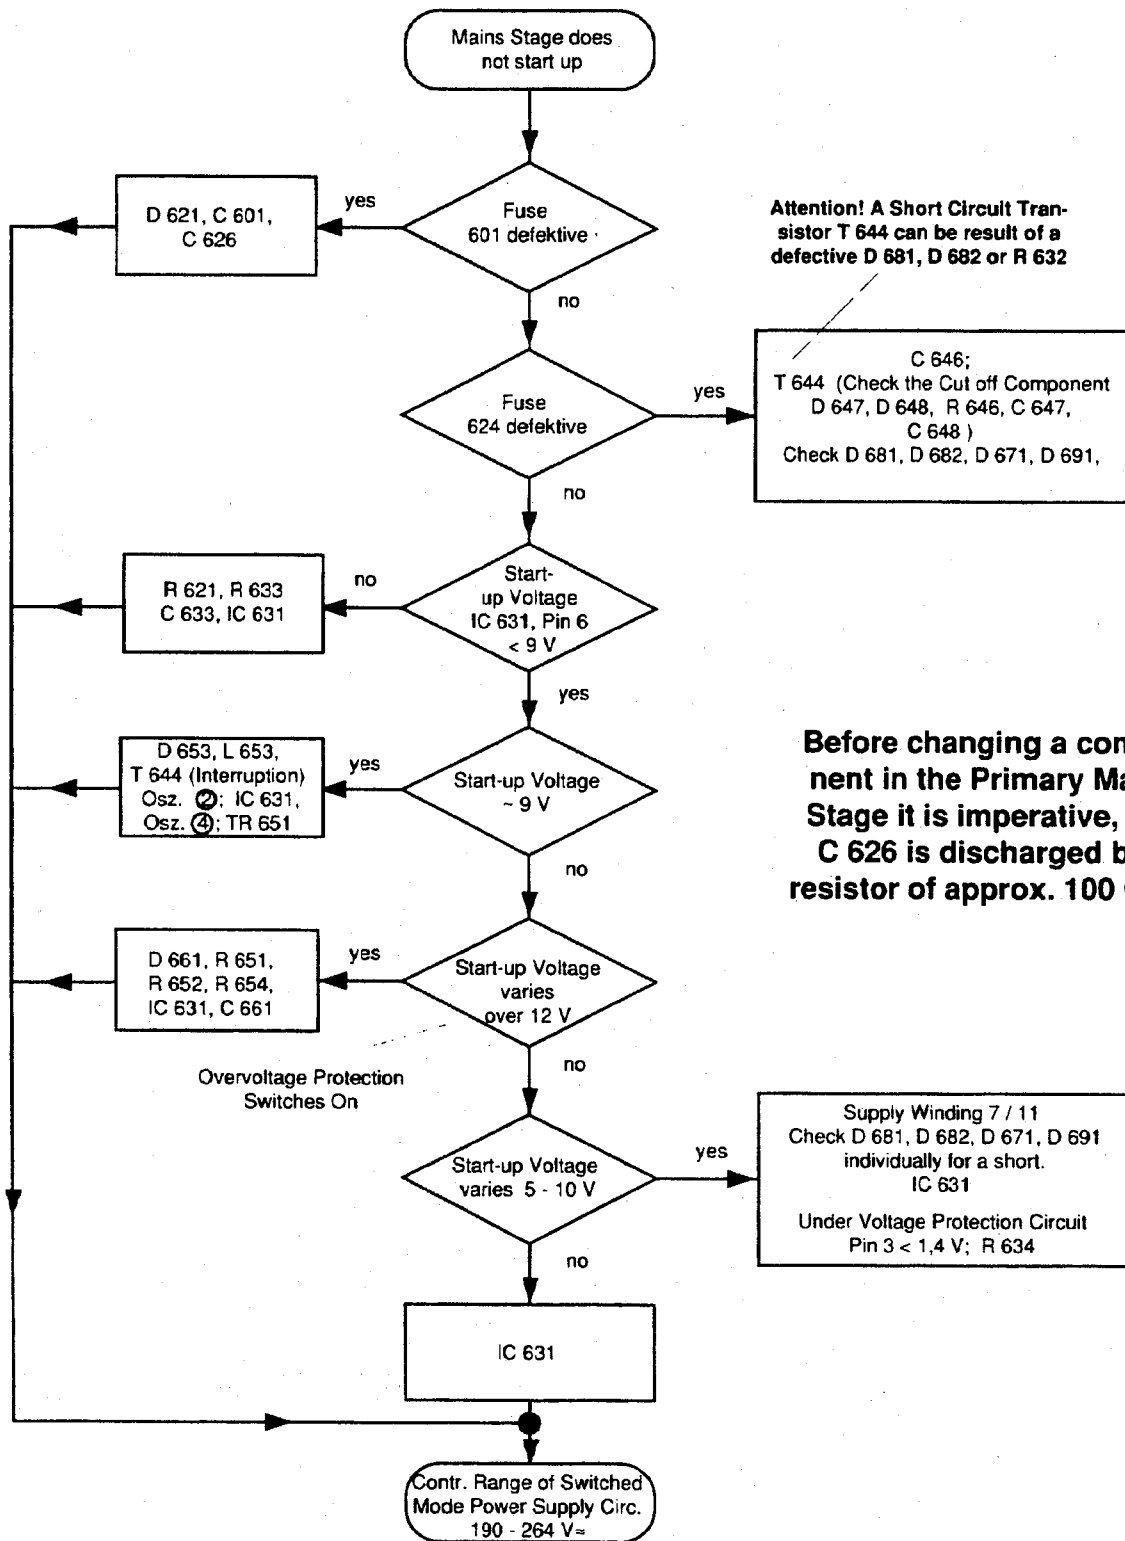 Mains Stage does
not start up
Fuse
601 defektive
yes
D 621, C 601,
C 626
no
Attention! A Short Circuit Tran-
sistor T 644 can be result of a
defective D 681, D 682 or R 632
Fuse
624 defektive
yes
C 646;
T 644 (Check the Cut off Component
D 647, D 648, R 646, C 647,
C 648 )
Check D 681, D 682, D 671, D 691,
no
Start-
up Voltage
IC 631, Pin 6
< 9 V
no
R 621, R 633
C 633, IC 631
yes
Start-up Voltage
~ 9 V
yes
D 653, L 653,
T 644 (Interruption)
Osz. ②; IC 631,
Osz. ④; TR 651
Before changing a
nent in the Primary
Stage it is imperative,
C 626 is discharged
resistor of approx. 100
no
Start-up Voltage
varies
over 12 V
yes
D 661, R 651,
R 652, R 654,
IC 631, C 661
Overvoltage Protection
Switches On
no
Start-up Voltage
varies 5 - 10 V
yes
Supply Winding 7 / 11
Check D 681, D 682, D 671, D 691
individually for a short.
IC 631
Under Voltage Protection Circuit
Pin 3 < 1,4 V; R 634
no
IC 631
Contr. Range of Switched
Mode Power Supply Circ.
190 - 264 V≂